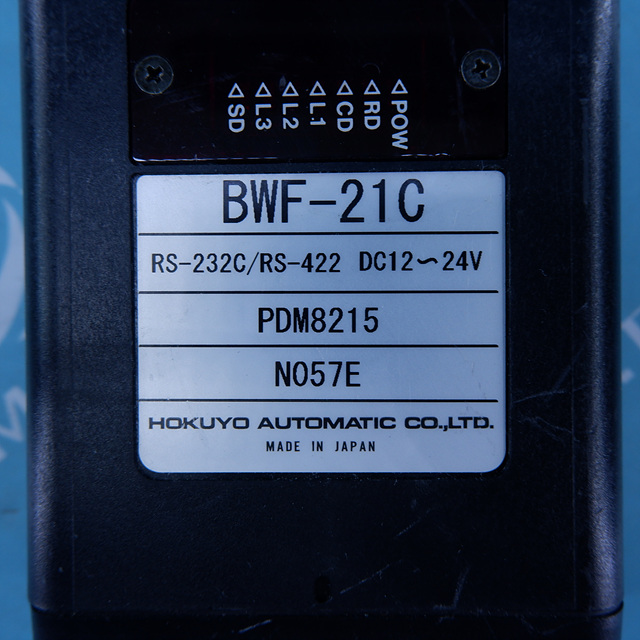 ◁SD
◁L3
◁L2
◁L1
◁CD
◁RD
◁POW
BWF-21C
RS-232C/RS-422 DC12〜24V
PDM8215
N057E
HOKUYO AUTOMATIC CO.,LTD.
MADE IN JAPAN